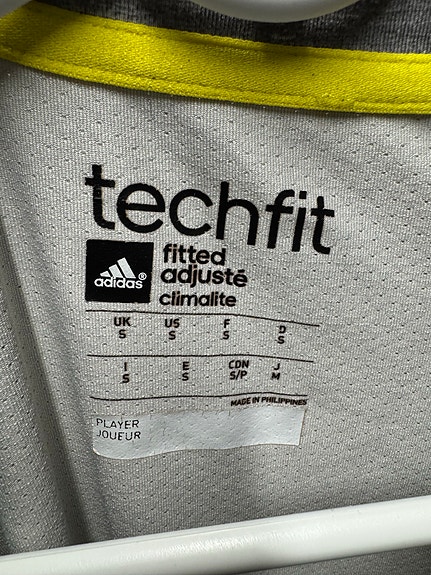 techfit
adidas®
fitted
adjusté
climalite
UK US F D
S S S S
I E CDN J
S S S/P M
MADE IN PHILIPPINES
PLAYER
JOUEUR